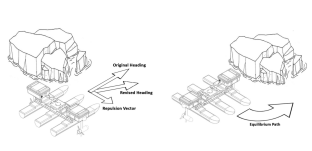 Original Heading
Revised Heading
Repulsion Vector
Equilibrium Path